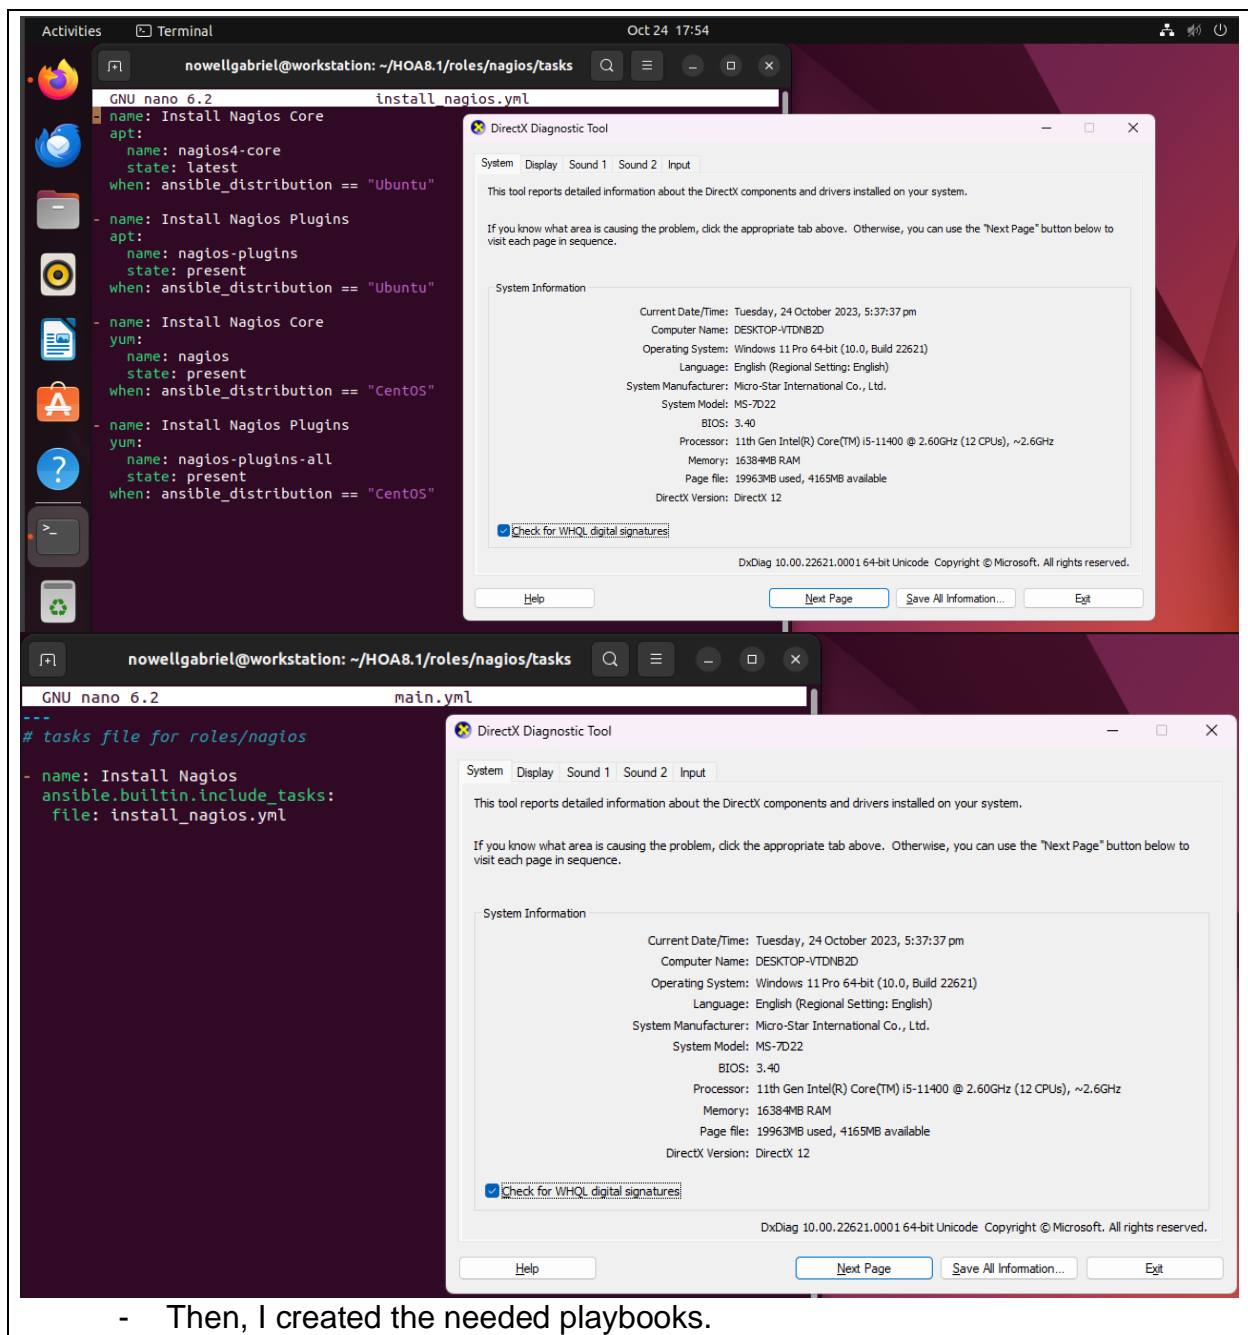 Activities Terminal Oct 24 17:54
nowellgabriel@workstation: ~/HOA8.1/roles/nagios/tasks
GNU nano 6.2 install_nagios.yml
- name: Install Nagios Core
apt:
name: nagios4-core
state: latest
when: ansible_distribution == "Ubuntu"
- name: Install Nagios Plugins
apt:
name: nagios-plugins
state: present
when: ansible_distribution == "Ubuntu"
- name: Install Nagios Core
yum:
name: nagios
state: present
when: ansible_distribution == "CentOS"
- name: Install Nagios Plugins
yum:
name: nagios-plugins-all
state: present
when: ansible_distribution == "CentOS"
DirectX Diagnostic Tool
System Display Sound 1 Sound 2 Input
This tool reports detailed information about the DirectX components and drivers installed on your system.
If you know what area is causing the problem, click the appropriate tab above. Otherwise, you can use the "Next Page" button below to
visit each page in sequence.
System Information
Current Date/Time: Tuesday, 24 October 2023, 5:37:37 pm
Computer Name: DESKTOP-VTDNB2D
Operating System: Windows 11 Pro 64-bit (10.0, Build 22621)
Language: English (Regional Setting: English)
System Manufacturer: Micro-Star International Co., Ltd.
System Model: MS-7D22
BIOS: 3.40
Processor: 11th Gen Intel(R) Core(TM) i5-11400 @ 2.60GHz (12 CPUs), ~2.6GHz
Memory: 16384MB RAM
Page file: 19963MB used, 4165MB available
DirectX Version: DirectX 12
Check for WHQL digital signatures
DxDiag 10.00.22621.0001 64-bit Unicode Copyright © Microsoft. All rights reserved.
Help Next Page Save All Information... Exit
nowellgabriel@workstation: ~/HOA8.1/roles/nagios/tasks
GNU nano 6.2 main.yml
---
# tasks file for roles/nagios
- name: Install Nagios
ansible.builtin.include_tasks:
file: install_nagios.yml
DirectX Diagnostic Tool
System Display Sound 1 Sound 2 Input
This tool reports detailed information about the DirectX components and drivers installed on your system.
If you know what area is causing the problem, click the appropriate tab above. Otherwise, you can use the "Next Page" button below to
visit each page in sequence.
System Information
Current Date/Time: Tuesday, 24 October 2023, 5:37:37 pm
Computer Name: DESKTOP-VTDNB2D
Operating System: Windows 11 Pro 64-bit (10.0, Build 22621)
Language: English (Regional Setting: English)
System Manufacturer: Micro-Star International Co., Ltd.
System Model: MS-7D22
BIOS: 3.40
Processor: 11th Gen Intel(R) Core(TM) i5-11400 @ 2.60GHz (12 CPUs), ~2.6GHz
Memory: 16384MB RAM
Page file: 19963MB used, 4165MB available
DirectX Version: DirectX 12
Check for WHQL digital signatures
DxDiag 10.00.22621.0001 64-bit Unicode Copyright © Microsoft. All rights reserved.
Help Next Page Save All Information... Exit
- Then, I created the needed playbooks.